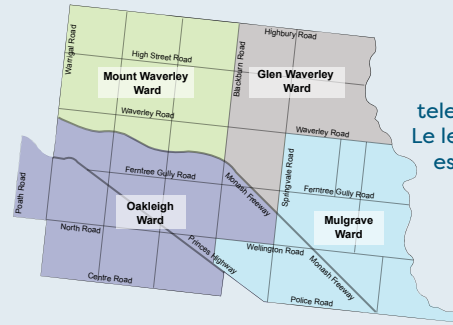 Highbury Road
Warrigal Road
High Street Road
Blackburn Road
Mount Waverley
Ward
Glen Waverley
Ward
Waverley Road
Waverley Road
tele
Le le
es
Springvale Road
Ferntree Gully Road
Monash Freeway
Ferntree Gully Road
Poath Road
Oakleigh
Ward
Mulgrave
Ward
North Road
Princes Highway
Wellington Road
Monash Freeway
Centre Road
Police Road